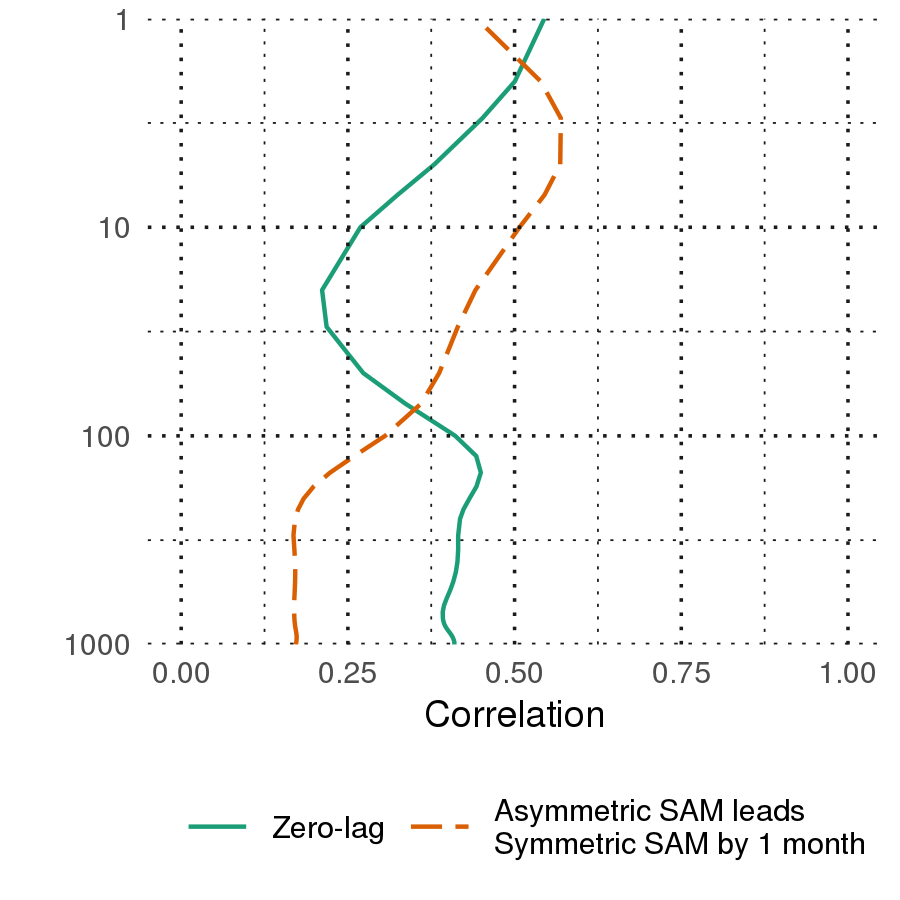 1
10
100
1000
0.00 0.25 0.50 0.75 1.00
Correlation
Zero-lag
Asymmetric SAM leads
Symmetric SAM by 1 month